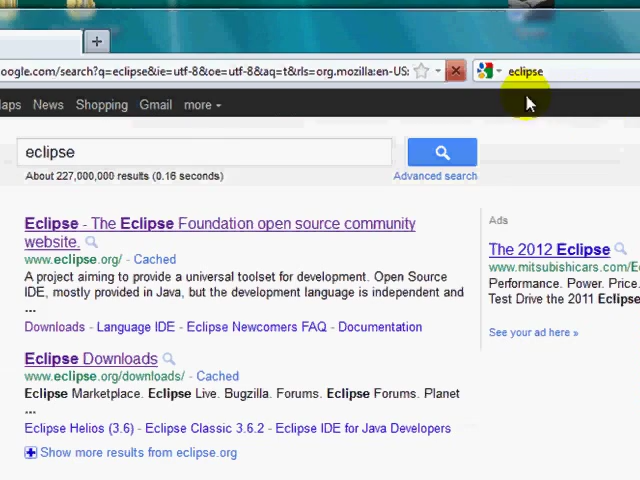 oogle.com/search?q=eclipse&ie=utf-8&oe=utf-8&aq=t&rls=org.mozilla:en-US:
eclipse
aps News Shopping Gmail more
eclipse
About 227,000,000 results (0.16 seconds)
Advanced search
Eclipse - The Eclipse Foundation open source community
website.
www.eclipse.org/ - Cached
A project aiming to provide a universal toolset for development. Open Source
IDE, mostly provided in Java, but the development language is independent and
...
Downloads - Language IDE - Eclipse Newcomers FAQ - Documentation
Eclipse Downloads
www.eclipse.org/downloads/ - Cached
Eclipse Marketplace. Eclipse Live. Bugzilla. Forums. Eclipse Forums. Planet
...
Eclipse Helios (3.6) - Eclipse Classic 3.6.2 - Eclipse IDE for Java Developers
Show more results from eclipse.org
Ads
The 2012 Eclipse
www.mitsubishicars.com/Ec
Performance. Power. Price.
Test Drive the 2011 Eclipse
See your ad here »